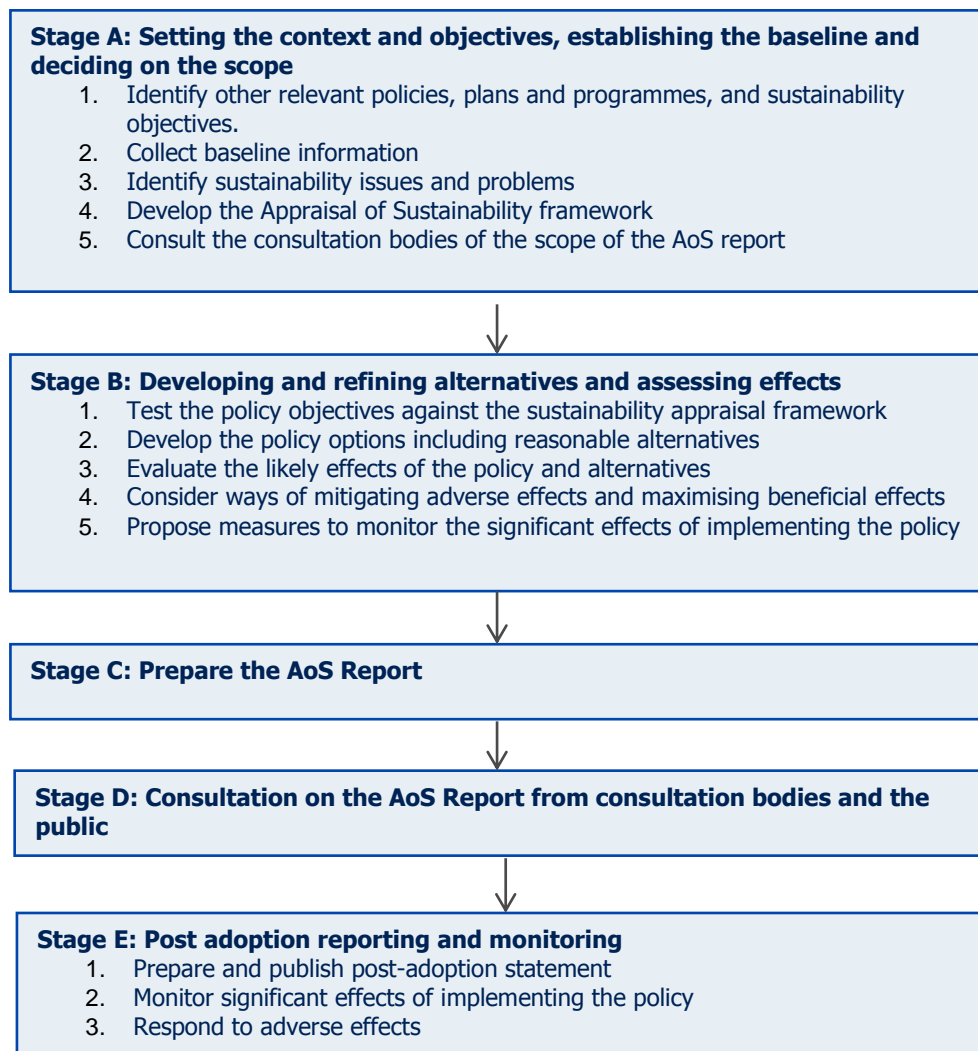 Stage A: Setting the context and objectives, establishing the baseline and
deciding on the scope
1. Identify other relevant policies, plans and programmes, and sustainability
objectives.
2. Collect baseline information
3. Identify sustainability issues and problems
4. Develop the Appraisal of Sustainability framework
5. Consult the consultation bodies of the scope of the AoS report
Stage B: Developing and refining alternatives and assessing effects
1. Test the policy objectives against the sustainability appraisal framework
2. Develop the policy options including reasonable alternatives
3. Evaluate the likely effects of the policy and alternatives
4. Consider ways of mitigating adverse effects and maximising beneficial effects
5. Propose measures to monitor the significant effects of implementing the policy
Stage C: Prepare the AoS Report
Stage D: Consultation on the AoS Report from consultation bodies and the
public
Stage E: Post adoption reporting and monitoring
1. Prepare and publish post-adoption statement
2. Monitor significant effects of implementing the policy
3. Respond to adverse effects